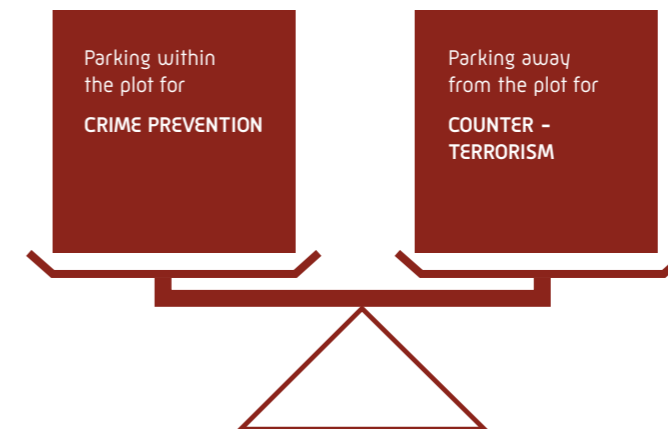 Parking within
the plot for
CRIME PREVENTION
Parking away
from the plot for
COUNTER -
TERRORISM